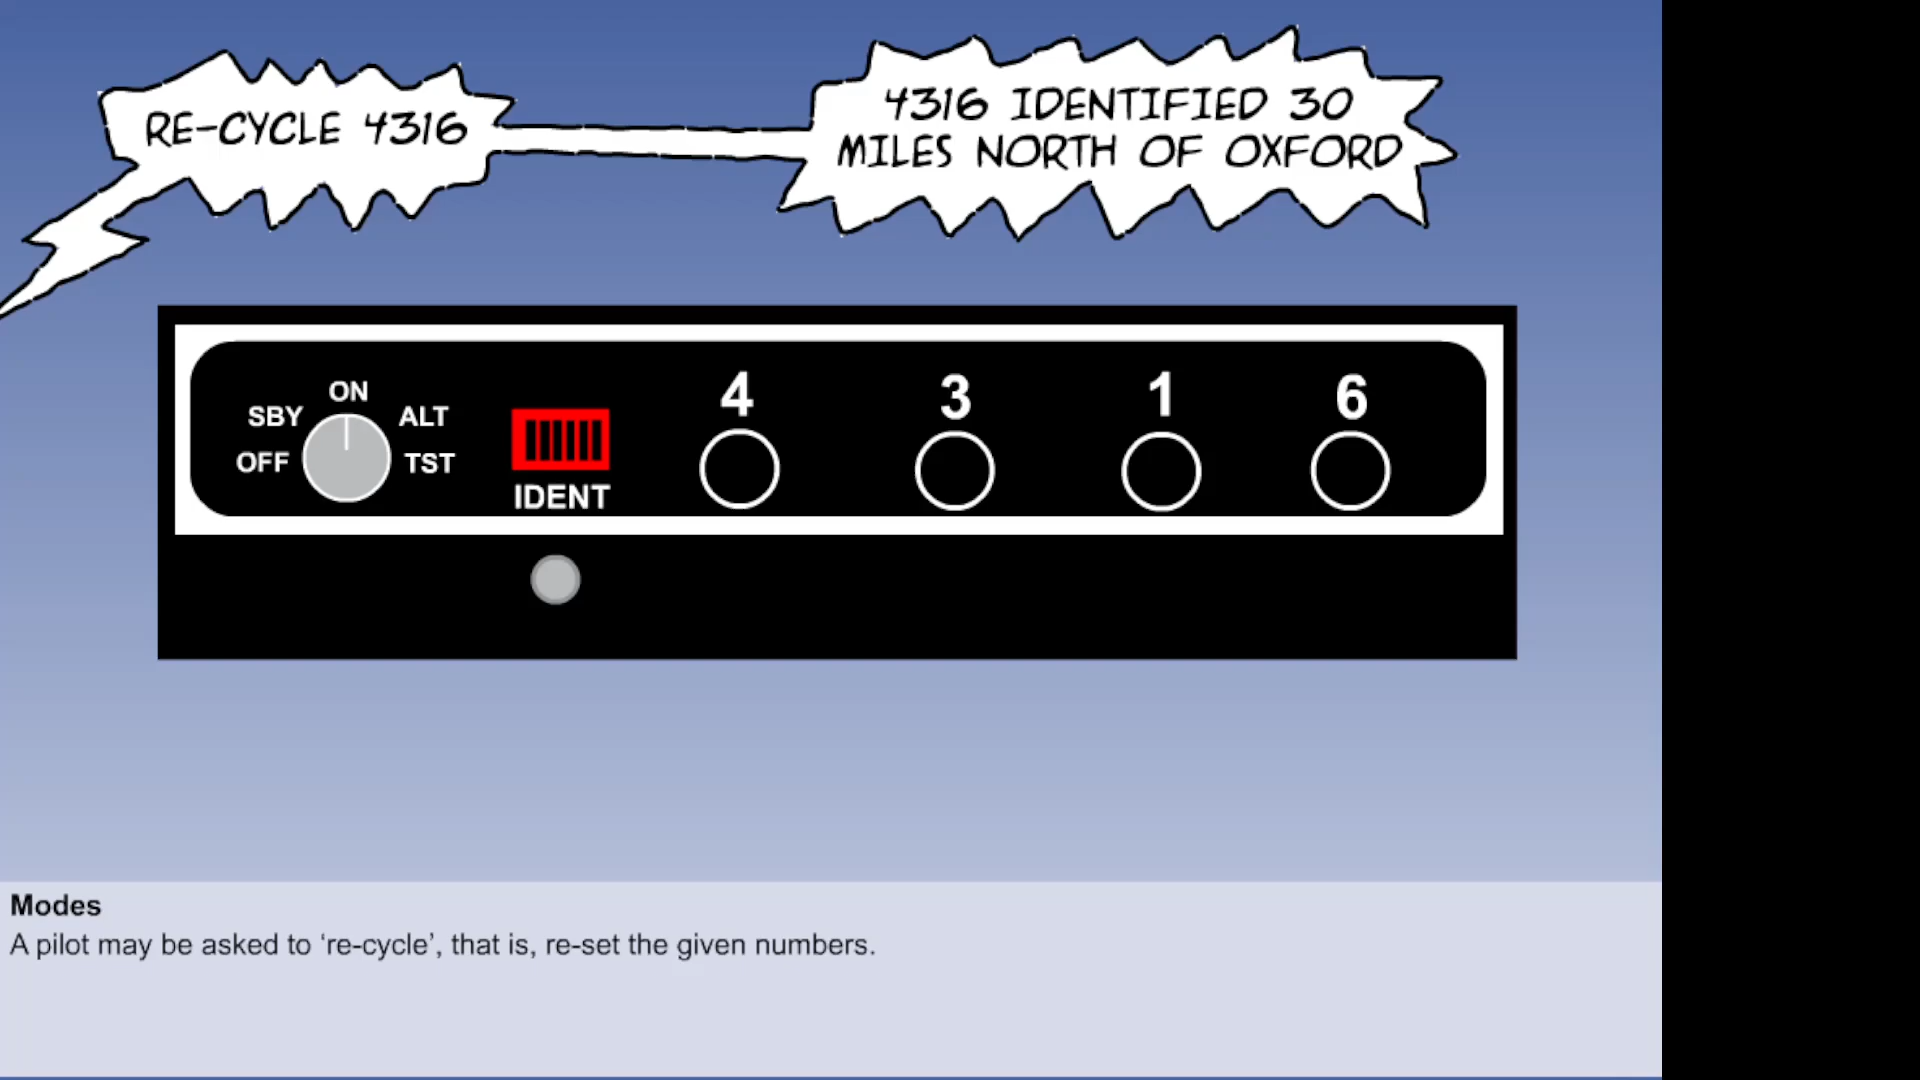 RE-CYCLE 4316
4316 IDENTIFIED 30
MILES NORTH OF OXFORD
ON
SBY
ALT
OFF
TST
IDENT
4 3 1 6
Modes
A pilot may be asked to ‘re-cycle’, that is, re-set the given numbers.